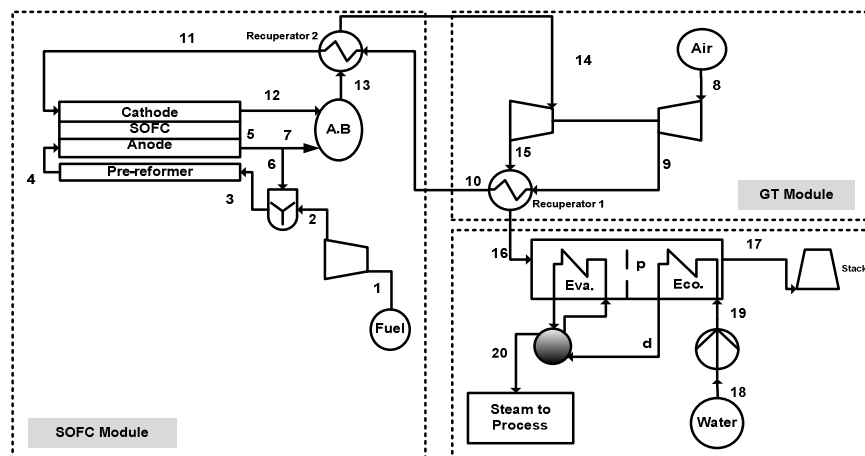 11
Recuperator 2
14
Air
8
13
12
Cathode
SOFC
Anode
5
7
A.B
6
4
Pre-reformer
3
2
1
Fuel
15
9
10
Recuperator 1
GT Module
16
17
Eva.
p
Eco.
Stack
19
20
d
18
Steam to
Process
Water
SOFC Module